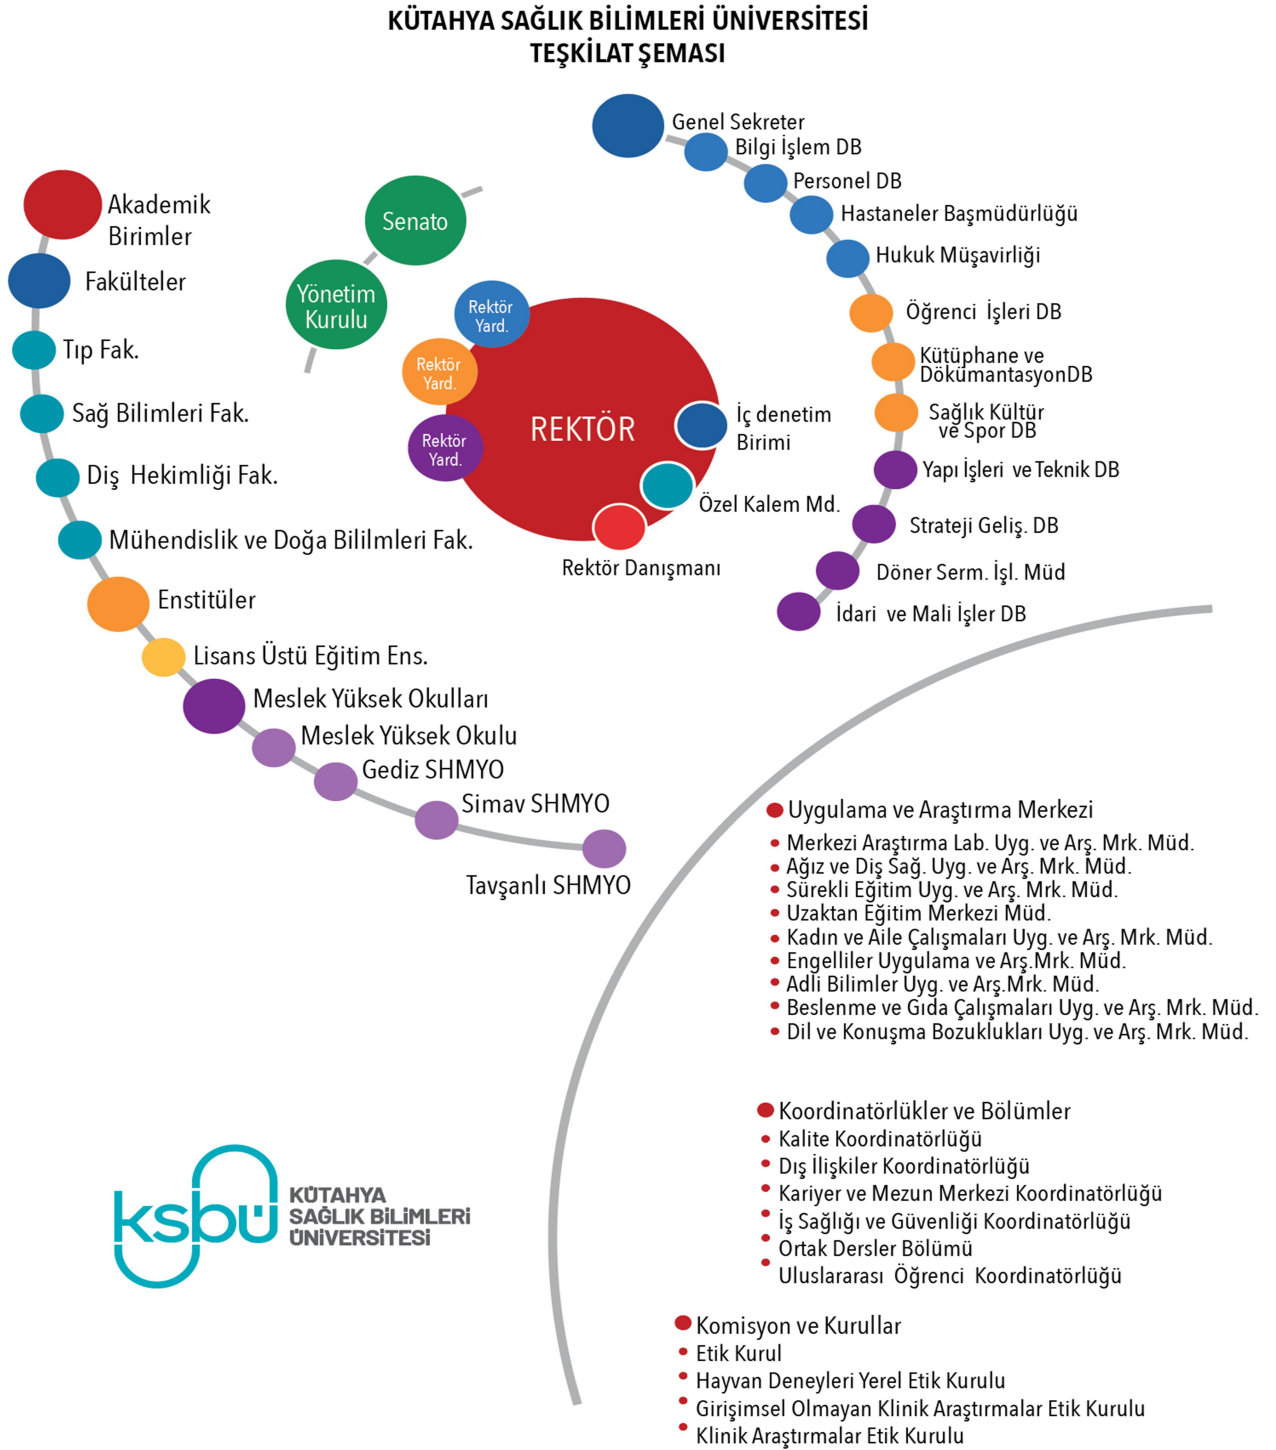 KÜTAHYA SAĞLIK BİLİMLERİ ÜNİVERSİTESİ
TEŞKİLAT ŞEMASI
Akademik
Birimler
Fakülteler
Tıp Fak.
Sağ Bilimleri Fak.
Diş Hekimliği Fak.
Mühendislik ve Doğa Bililmleri Fak.
Enstitüler
Lisans Üstü Eğitim Ens.
Meslek Yüksek Okulları
Meslek Yüksek Okulu
Gediz SHMYO
Simav SHMYO
Tavşanlı SHMYO
Senato
Yönetim
Kurulu
Rektör
Yard.
Rektör
Yard.
Rektör
Yard.
REKTÖR
İç denetim
Birimi
Özel Kalem Md.
Rektör Danışmanı
Genel Sekreter
Bilgi İşlem DB
Personel DB
Hastaneler Başmüdürlüğü
Hukuk Müşavirliği
Öğrenci İşleri DB
Kütüphane ve
DökümantasyonDB
Sağlık Kültür
ve Spor DB
Yapı İşleri ve Teknik DB
Strateji Geliş. DB
Döner Serm. İşl. Müd
İdari ve Mali İşler DB
Uygulama ve Araştırma Merkezi
Merkezi Araştırma Lab. Uyg. ve Arş. Mrk. Müd.
Ağız ve Diş Sağ. Uyg. ve Arş. Mrk. Müd.
Sürekli Eğitim Uyg. ve Arş. Mrk. Müd.
Uzaktan Eğitim Merkezi Müd.
Kadın ve Aile Çalışmaları Uyg. ve Arş. Mrk. Müd.
Engelliler Uygulama ve Arş.Mrk. Müd.
Adli Bilimler Uyg. ve Arş.Mrk. Müd.
Beslenme ve Gıda Çalışmaları Uyg. ve Arş. Mrk. Müd.
Dil ve Konuşma Bozuklukları Uyg. ve Arş. Mrk. Müd.
Koordinatörlükler ve Bölümler
Kalite Koordinatörlüğü
Dış İlişkiler Koordinatörlüğü
Kariyer ve Mezun Merkezi Koordinatörlüğü
İş Sağlığı ve Güvenliği Koordinatörlüğü
Ortak Dersler Bölümü
Uluslararası Öğrenci Koordinatörlüğü
Komisyon ve Kurullar
Etik Kurul
Hayvan Deneyleri Yerel Etik Kurulu
Girişimsel Olmayan Klinik Araştırmalar Etik Kurulu
Klinik Araştırmalar Etik Kurulu
ksbü
KÜTAHYA
SAĞLIK BİLİMLERİ
ÜNİVERSİTESİ